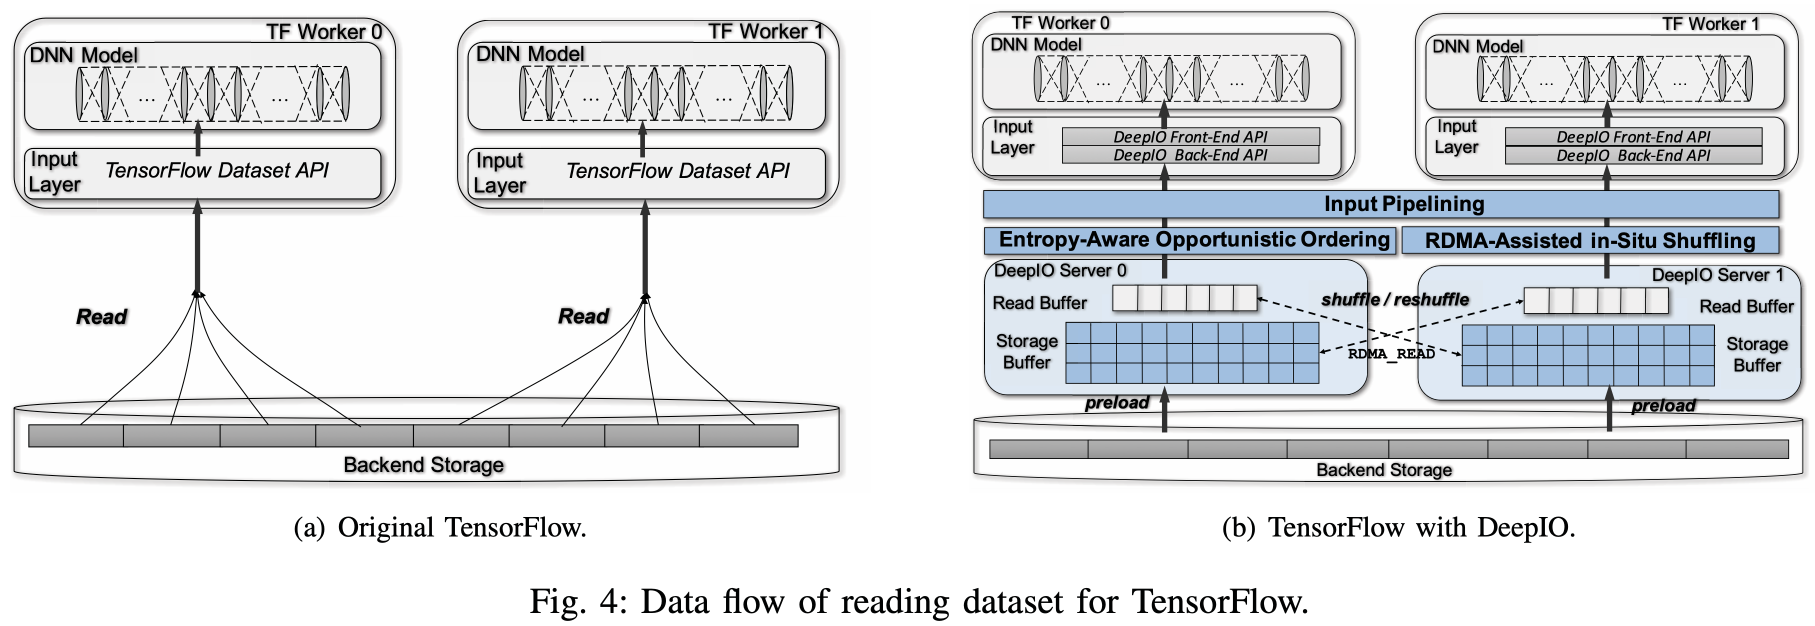 TF Worker 0
DNN Model
... ...
Input
Layer
TensorFlow Dataset API
TF Worker 1
DNN Model
... ...
Input
Layer
TensorFlow Dataset API
Read
Read
Backend Storage
(a) Original TensorFlow.
TF Worker 0
DNN Model
... ...
Input
Layer
DeepIO Front-End API
DeepIO Back-End API
TF Worker 1
DNN Model
... ...
Input
Layer
DeepIO Front-End API
DeepIO Back-End API
Input Pipelining
Entropy-Aware Opportunistic Ordering
RDMA-Assisted in-Situ Shuffling
DeepIO Server 0
Read Buffer
Storage
Buffer
shuffle / reshuffle
RDMA_READ
DeepIO Server 1
Read Buffer
Storage
Buffer
preload
preload
Backend Storage
(b) TensorFlow with DeepIO.
Fig. 4: Data flow of reading dataset for TensorFlow.